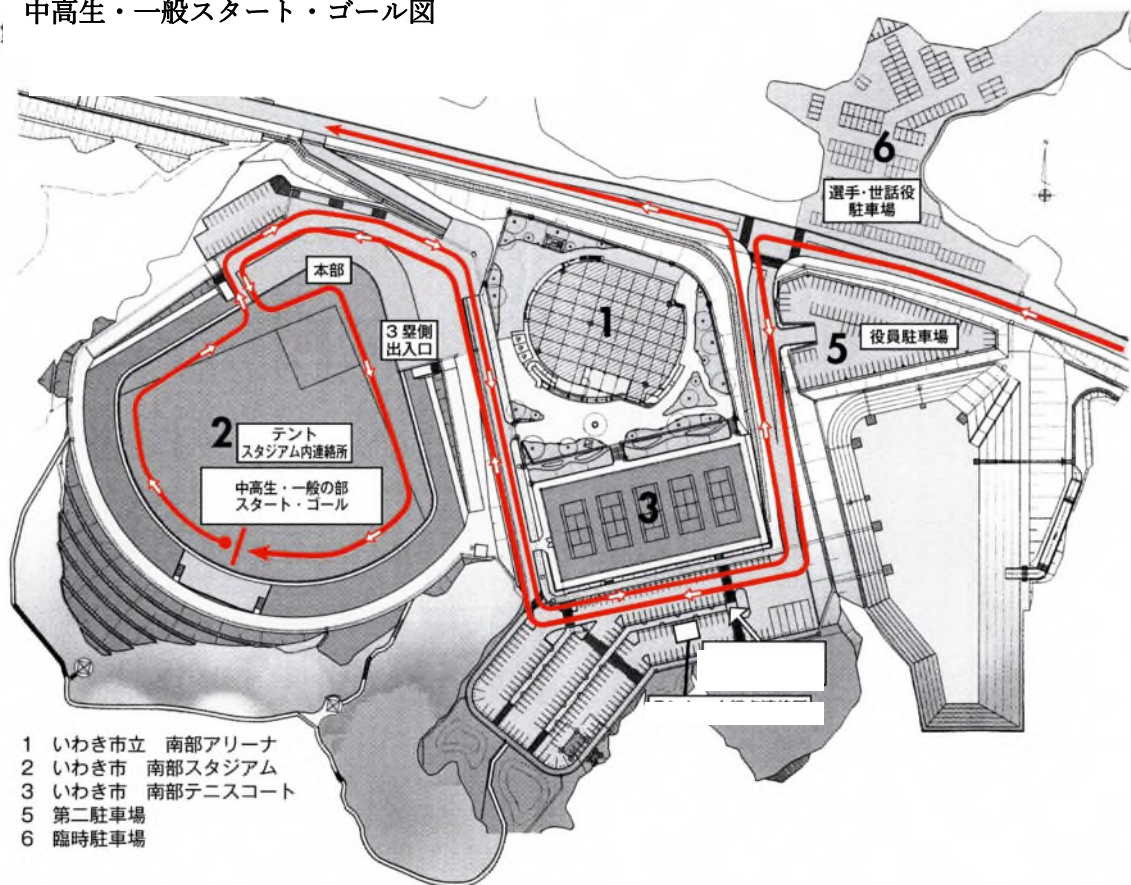 中高生・一般スタート・ゴール図
6
選手・世話役
駐車場
本部
3塁側
出入口
1
5
役員駐車場
2
テント
スタジアム内連絡所
中高生・一般の部
スタート・ゴール
3
N
1 いわき市立 南部アリーナ
2 いわき市 南部スタジアム
3 いわき市 南部テニスコート
5 第二駐車場
6 臨時駐車場